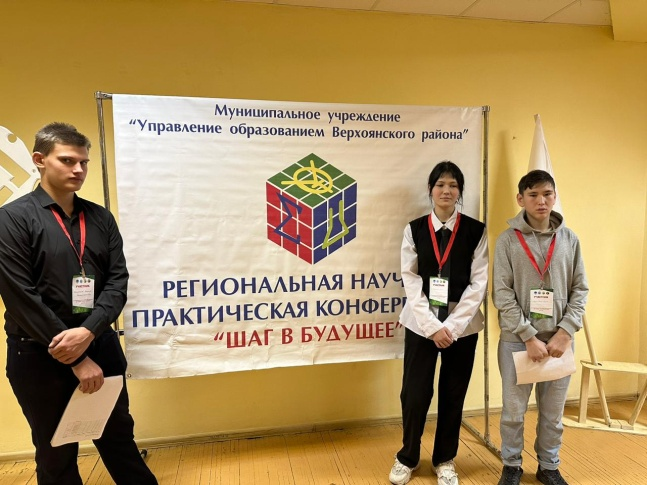 Муниципальное учреждение
"Управление образованием Верхоянского района"
РЕГИОНАЛЬНАЯ НАУЧ
ПРАКТИЧЕСКАЯ КОНФЕР
"ШАГ В БУДУЩЕЕ"